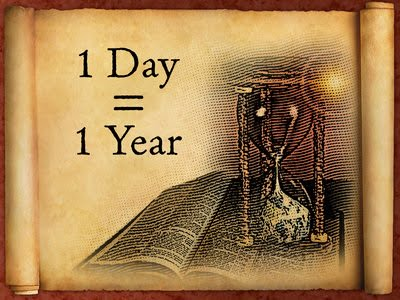 1 Day
=
1 Year